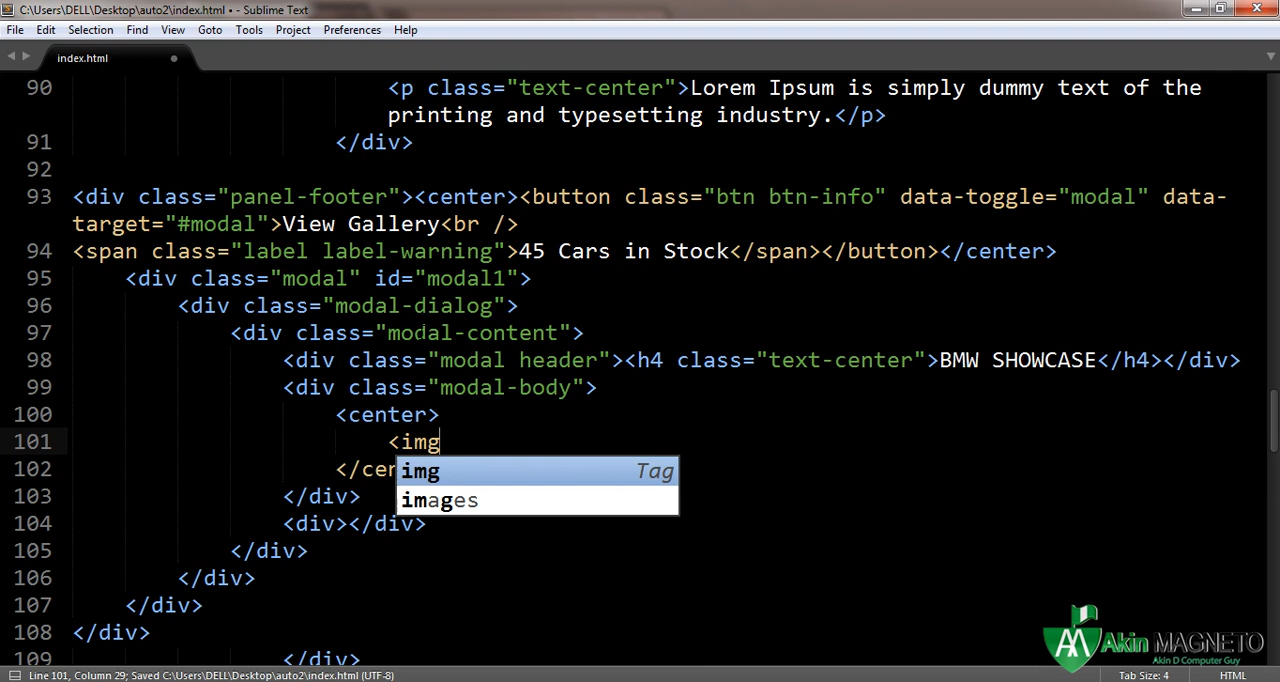 C:\Users\DELL\Desktop\auto2\index.html • - Sublime Text
File Edit Selection Find View Goto Tools Project Preferences Help
index.html
90 <p class="text-center">Lorem Ipsum is simply dummy text of the
printing and typesetting industry.</p>
91 </div>
92
93 <div class="panel-footer"><center><button class="btn btn-info" data-toggle="modal" data-
target="#modal">View Gallery<br />
94 <span class="label label-warning">45 Cars in Stock</span></button></center>
95 <div class="modal" id="modal1">
96 <div class="modal-dialog">
97 <div class="modal-content">
98 <div class="modal header"><h4 class="text-center">BMW SHOWCASE</h4></div>
99 <div class="modal-body">
100 <center>
101 <img
102 </cen
img Tag
images
103 </div>
104 <div></div>
105 </div>
106 </div>
107 </div>
108 </div>
109 </div>
Akin MAGNETO
Akin D Computer Guy
Line 101, Column 29; Saved C:\Users\DELL\Desktop\auto2\index.html (UTF-8) Tab Size: 4 HTML